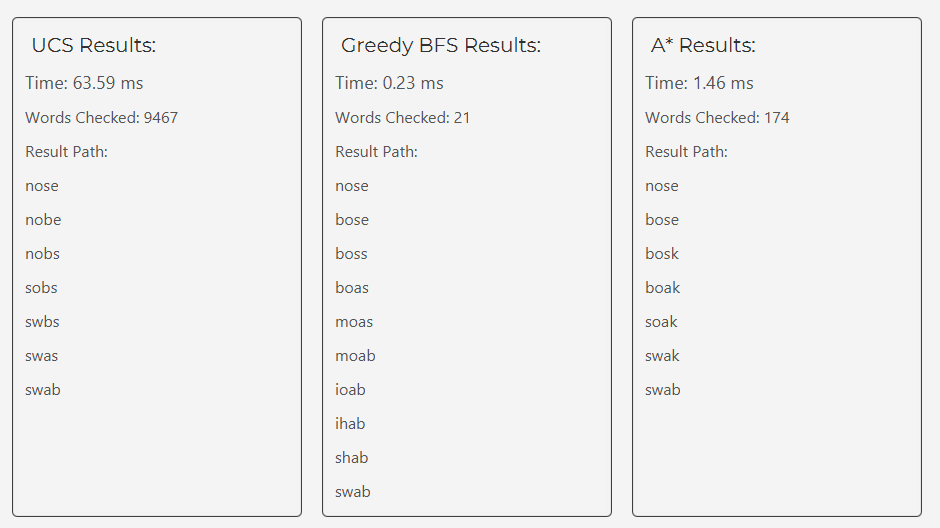 UCS Results:
Time: 63.59 ms
Words Checked: 9467
Result Path:
nose
nobe
nobs
sobs
swbs
swas
swab
Greedy BFS Results:
Time: 0.23 ms
Words Checked: 21
Result Path:
nose
bose
boss
boas
moas
moab
ioab
ihab
shab
swab
A* Results:
Time: 1.46 ms
Words Checked: 174
Result Path:
nose
bose
bosk
boak
soak
swak
swab